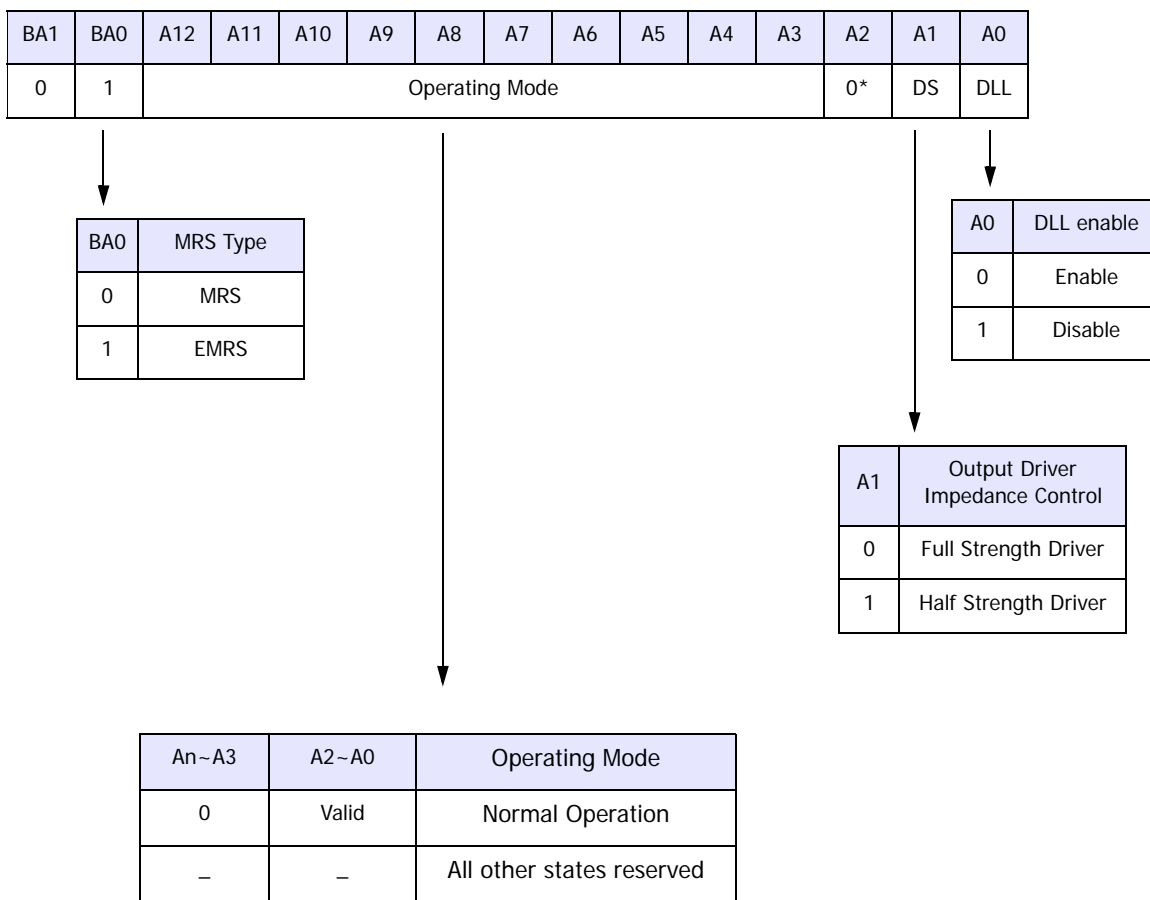 BA1 BA0 A12 A11 A10 A9 A8 A7 A6 A5 A4 A3 A2 A1 A0
0 1 Operating Mode 0* DS DLL
BA0 MRS Type
0 MRS
1 EMRS
A0 DLL enable
0 Enable
1 Disable
A1 Output Driver
Impedance Control
0 Full Strength Driver
1 Half Strength Driver
An~A3 A2~A0 Operating Mode
0 Valid Normal Operation
_ _ All other states reserved